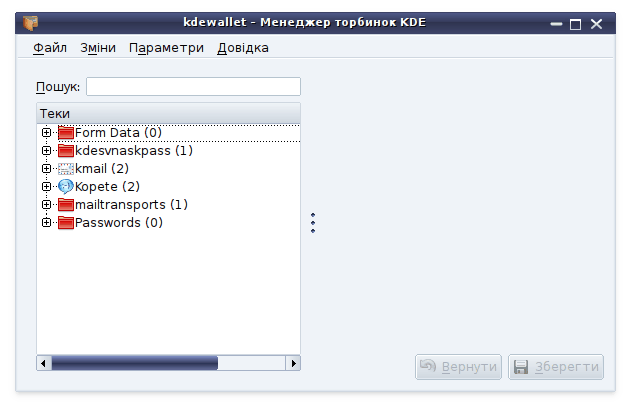 kdewallet – Менеджер торбинок KDE
Файл Зміни Параметри Довідка
Пошук:
Теки
Form Data (0)
kdesvnaskpass (1)
kmail (2)
Kopete (2)
mailtransports (1)
Passwords (0)
Вернути Зберегти